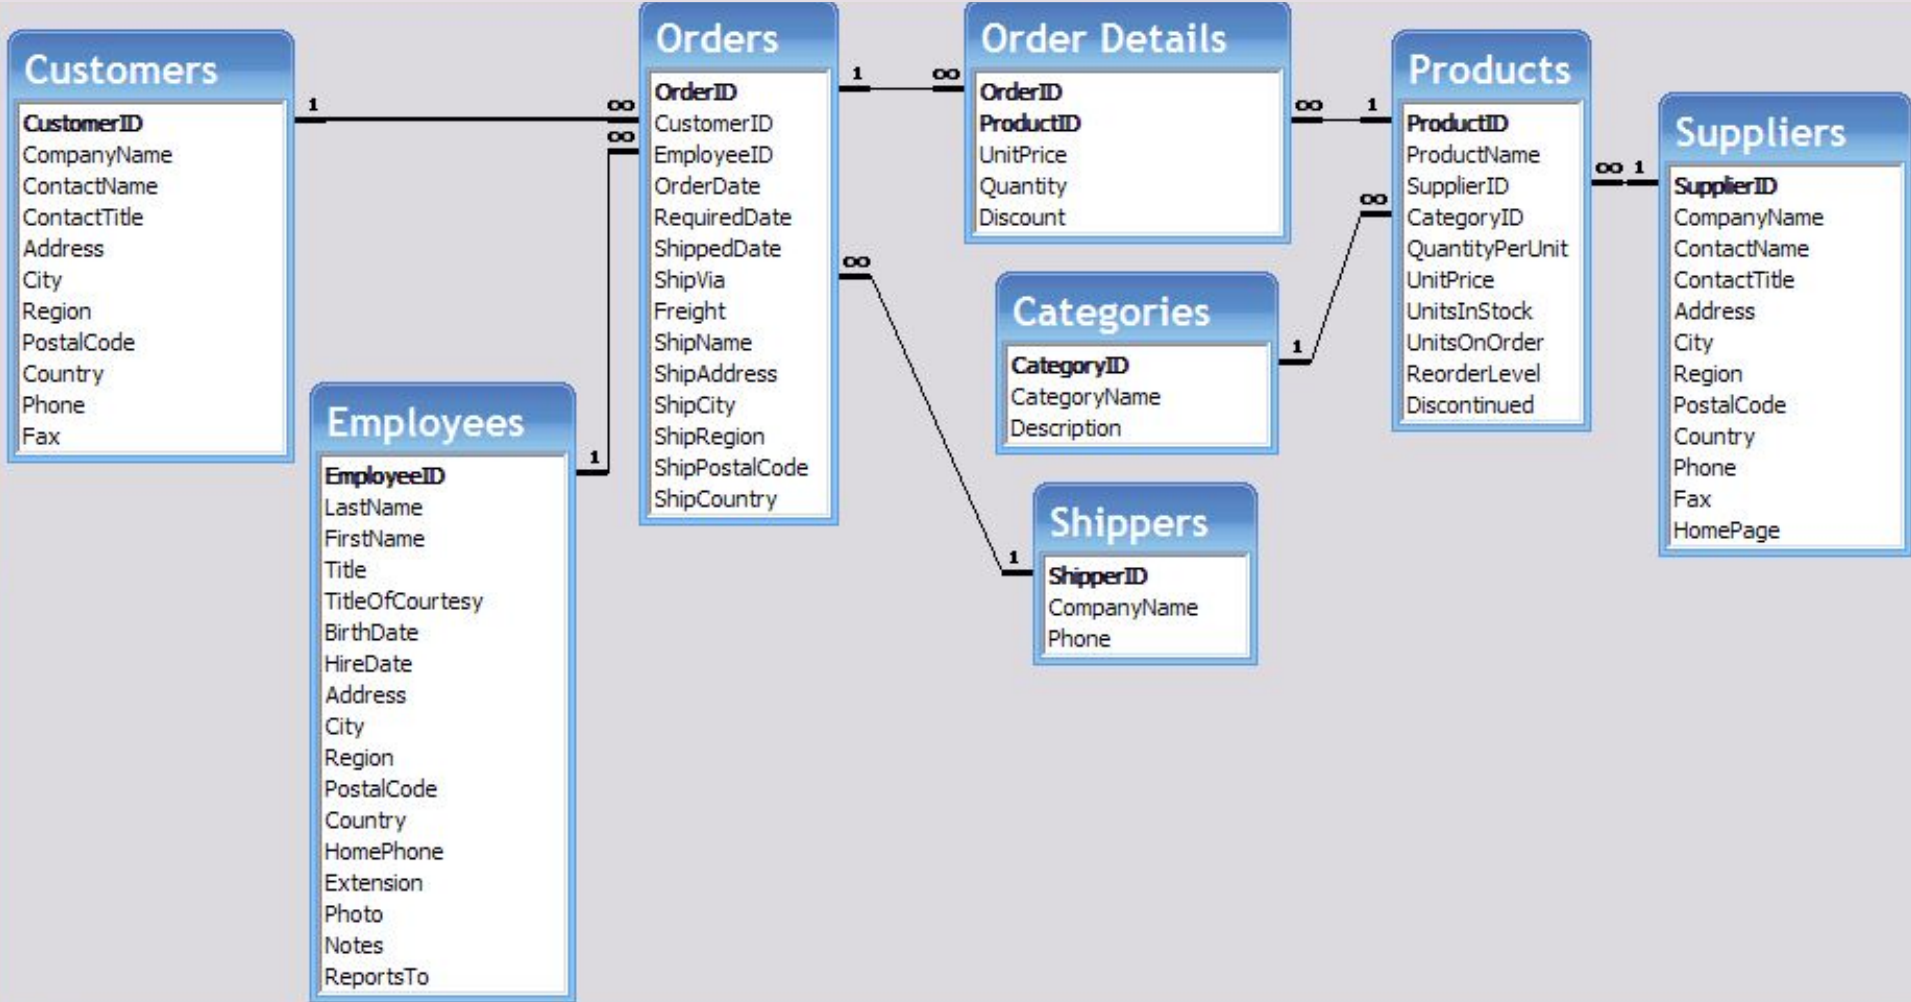 Customers
CustomerID
CompanyName
ContactName
ContactTitle
Address
City
Region
PostalCode
Country
Phone
Fax
1
∞
∞
Employees
EmployeeID
LastName
FirstName
Title
TitleOfCourtesy
BirthDate
HireDate
Address
City
Region
PostalCode
Country
HomePhone
Extension
Photo
Notes
ReportsTo
1
Orders
OrderID
CustomerID
EmployeeID
OrderDate
RequiredDate
ShippedDate
ShipVia
Freight
ShipName
ShipAddress
ShipCity
ShipRegion
ShipPostalCode
ShipCountry
1
∞
∞
Order Details
OrderID
ProductID
UnitPrice
Quantity
Discount
∞
1
Categories
CategoryID
CategoryName
Description
1
∞
Shippers
ShipperID
CompanyName
Phone
1
Products
ProductID
ProductName
SupplierID
CategoryID
QuantityPerUnit
UnitPrice
UnitsInStock
UnitsOnOrder
ReorderLevel
Discontinued
∞
1
Suppliers
SupplierID
CompanyName
ContactName
ContactTitle
Address
City
Region
PostalCode
Country
Phone
Fax
HomePage